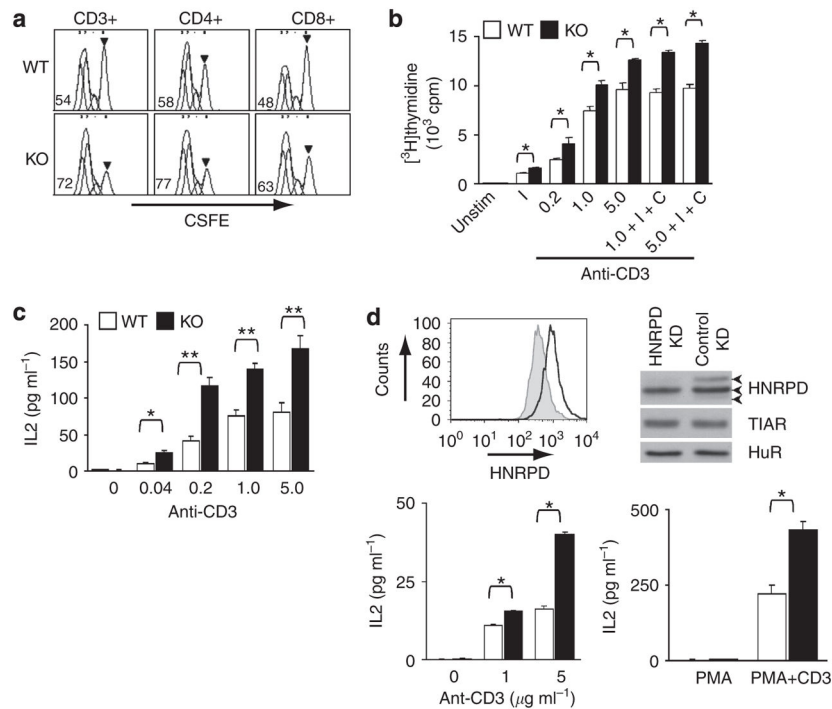 a
CD3+ CD4+ CD8+
WT
54 58 48
KO
72 77 63
CSFE
b
WT KO
[³H]thymidine
(10³ cpm)
15
10
5
0
* * * * * *
Unstim I 0.2 1.0 5.0 1.0 + I + C 5.0 + I + C
Anti-CD3
c
WT KO
IL2 (pg ml⁻¹)
200
150
100
50
0
* ** ** **
0 0.04 0.2 1.0 5.0
Anti-CD3
d
Counts
100
80
60
40
20
0
10⁰ 10¹ 10² 10³ 10⁴
HNRPD
HNRPD
KD
Control
KD
HNRPD
TIAR
HuR
IL2 (pg ml⁻¹)
50
25
0
* *
0 1 5
Ant-CD3 (μg ml⁻¹)
IL2 (pg ml⁻¹)
500
250
0
*
PMA PMA+CD3